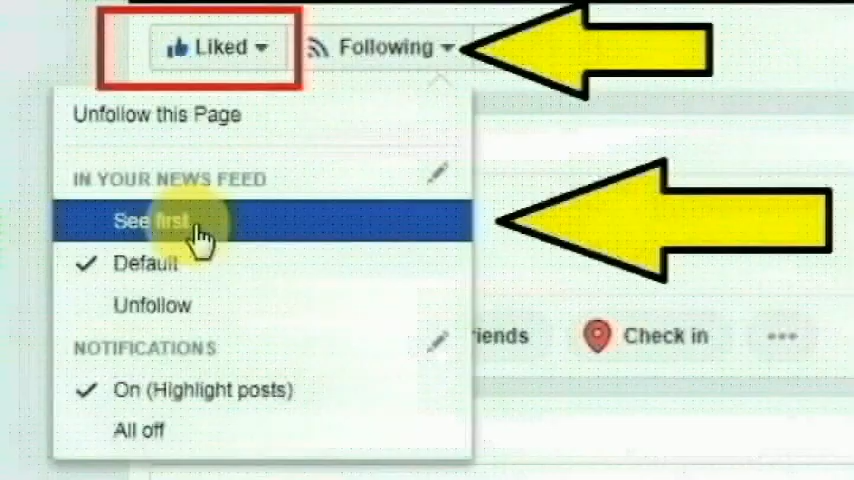 Liked Following
Unfollow this Page
IN YOUR NEWS FEED
See first
Default
Unfollow
riends Check in
NOTIFICATIONS
On (Highlight posts)
All off